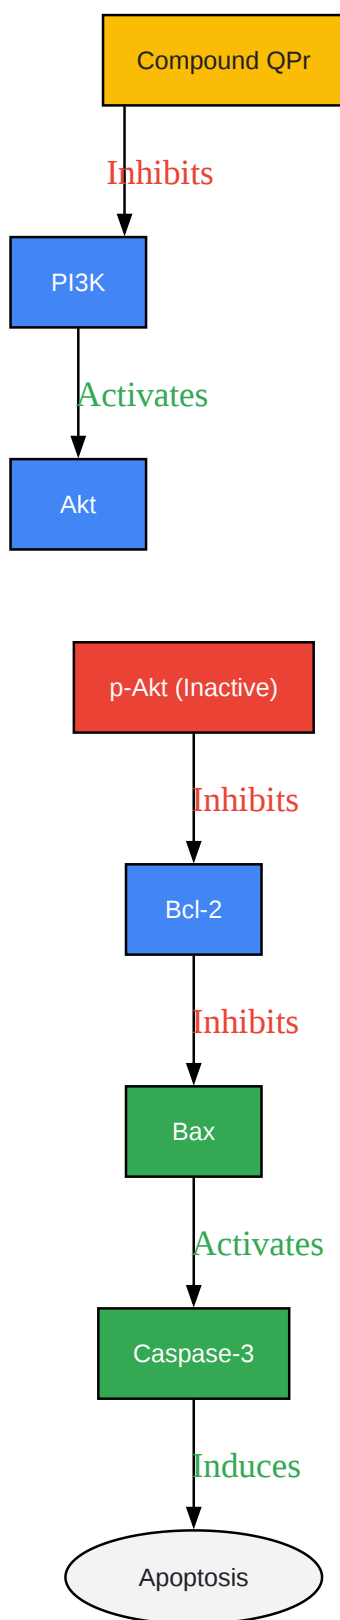 Compound QPr
Inhibits
PI3K
Activates
Akt
p-Akt (Inactive)
Inhibits
Bcl-2
Inhibits
Bax
Activates
Caspase-3
Induces
Apoptosis